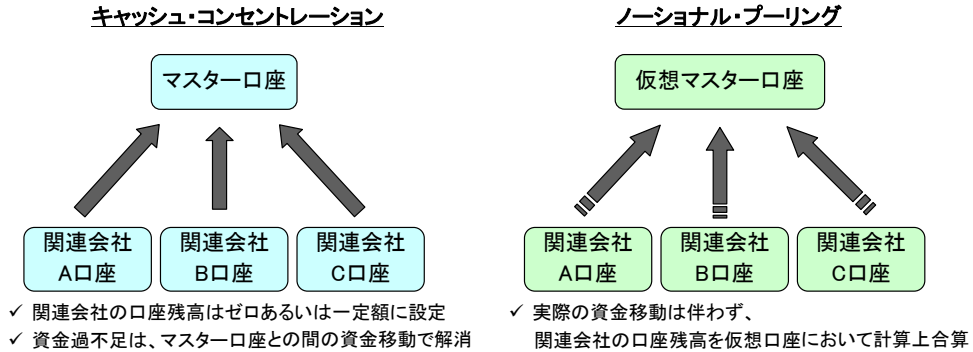 キャッシュ・コンセントレーション
マスター口座
関連会社
A口座
関連会社
B口座
関連会社
C口座
✓ 関連会社の口座残高はゼロあるいは一定額に設定
✓ 資金過不足は、マスター口座との間の資金移動で解消
ノーショナル・プーリング
仮想マスター口座
関連会社
A口座
関連会社
B口座
関連会社
C口座
✓ 実際の資金移動は伴わず、
関連会社の口座残高を仮想口座において計算上合算